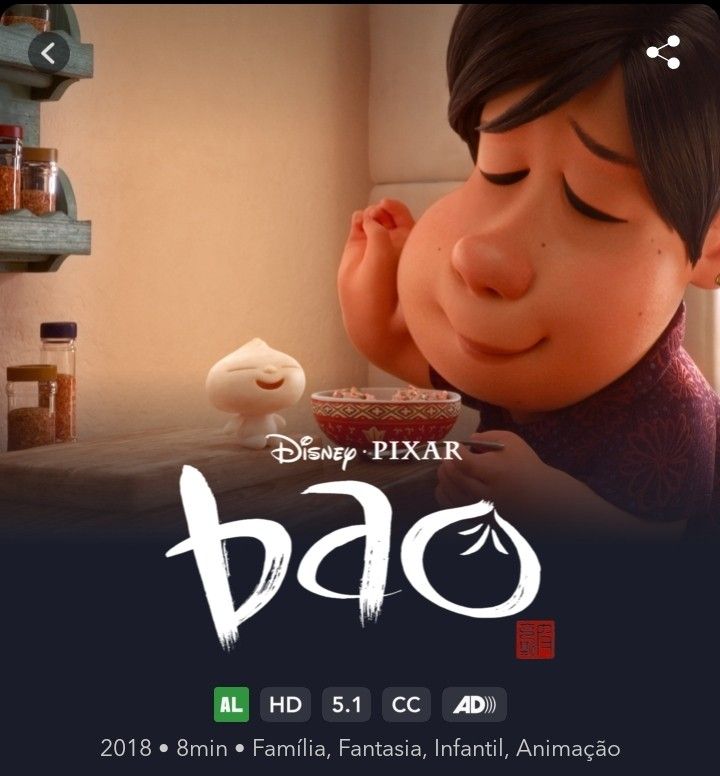 Disney · PIXAR
bao
AL HD 5.1 CC AD
2018 • 8min • Família, Fantasia, Infantil, Animação